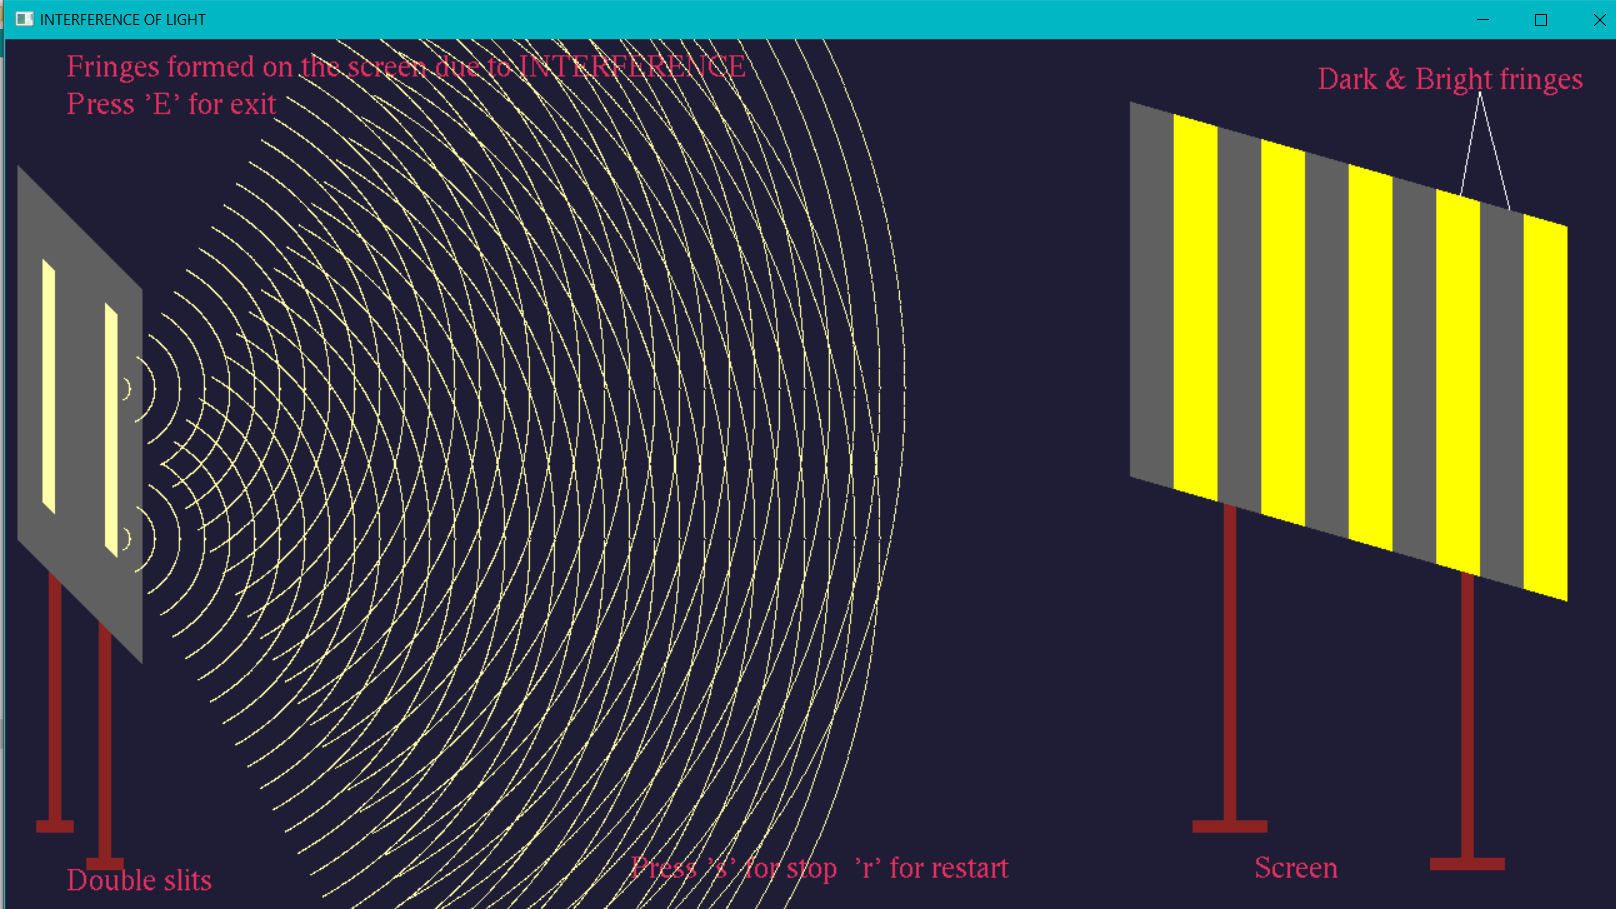 INTERFERENCE OF LIGHT
Fringes formed on the screen due to INTERFERENCE
Press 'E' for exit
Dark & Bright fringes
Double slits
Press 's' for stop  'r' for restart
Screen